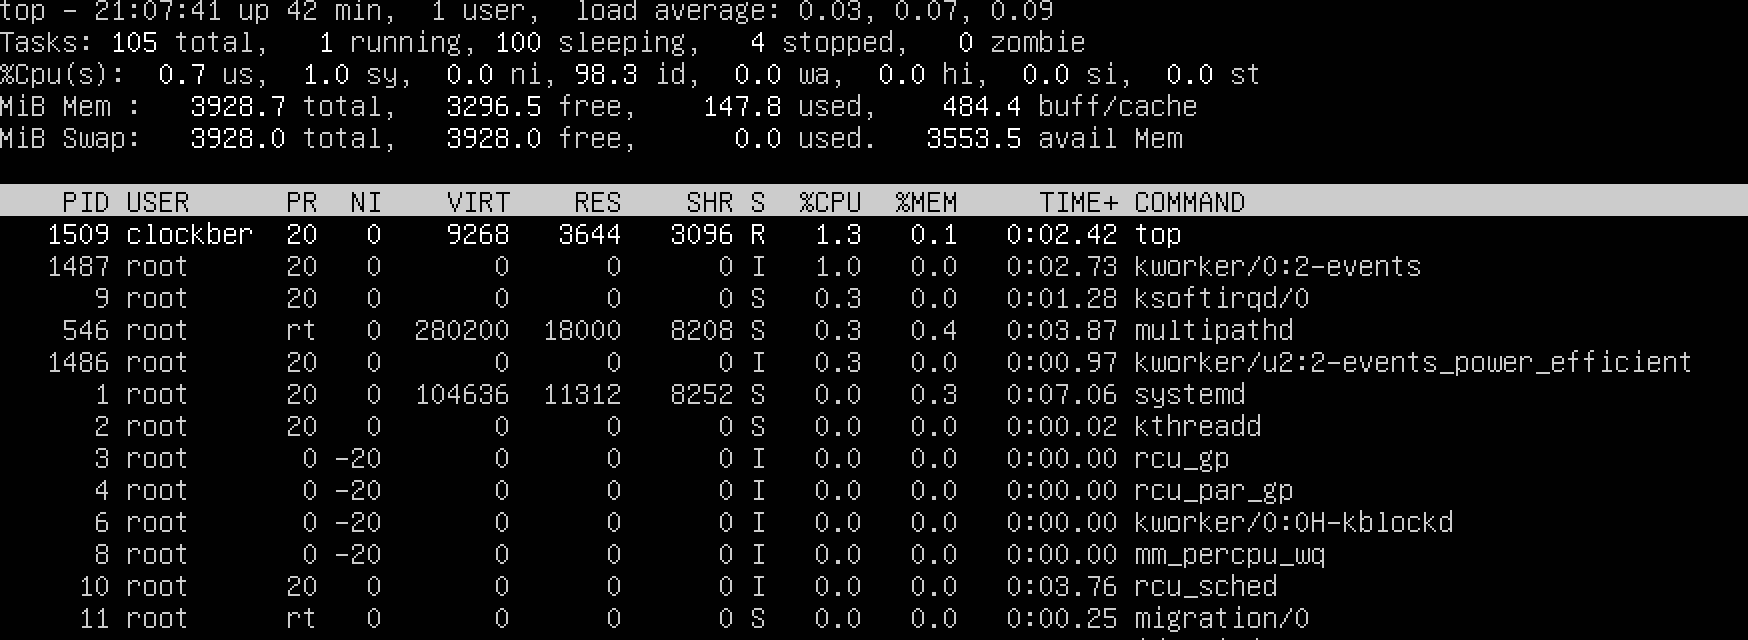 top - 21:07:41 up 42 min,  1 user,  load average: 0.03, 0.07, 0.09
Tasks: 105 total,   1 running, 100 sleeping,   4 stopped,   0 zombie
%Cpu(s):  0.7 us,  1.0 sy,  0.0 ni, 98.3 id,  0.0 wa,  0.0 hi,  0.0 si,  0.0 st
MiB Mem :   3928.7 total,   3296.5 free,    147.8 used,    484.4 buff/cache
MiB Swap:   3928.0 total,   3928.0 free,      0.0 used.   3553.5 avail Mem
    PID USER      PR  NI    VIRT    RES    SHR S  %CPU  %MEM     TIME+ COMMAND
   1509 clockber  20   0    9268   3644   3096 R   1.3   0.1   0:02.42 top
   1487 root      20   0       0      0      0 I   1.0   0.0   0:02.73 kworker/0:2-events
      9 root      20   0       0      0      0 S   0.3   0.0   0:01.28 ksoftirqd/0
    546 root      rt   0  280200  18000   8208 S   0.3   0.4   0:03.87 multipathd
   1486 root      20   0       0      0      0 I   0.3   0.0   0:00.97 kworker/u2:2-events_power_efficient
      1 root      20   0  104636  11312   8252 S   0.0   0.3   0:07.06 systemd
      2 root      20   0       0      0      0 S   0.0   0.0   0:00.02 kthreadd
      3 root       0 -20       0      0      0 I   0.0   0.0   0:00.00 rcu_gp
      4 root       0 -20       0      0      0 I   0.0   0.0   0:00.00 rcu_par_gp
      6 root       0 -20       0      0      0 I   0.0   0.0   0:00.00 kworker/0:0H-kblockd
      8 root       0 -20       0      0      0 I   0.0   0.0   0:00.00 mm_percpu_wq
     10 root      20   0       0      0      0 I   0.0   0.0   0:03.76 rcu_sched
     11 root      rt   0       0      0      0 S   0.0   0.0   0:00.25 migration/0